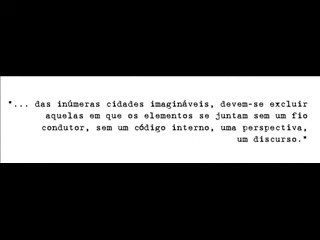 "... das inúmeras cidades imagináveis, devem-se excluir
aquelas em que os elementos se juntam sem um fio
condutor, sem um código interno, uma perspectiva,
um discurso."